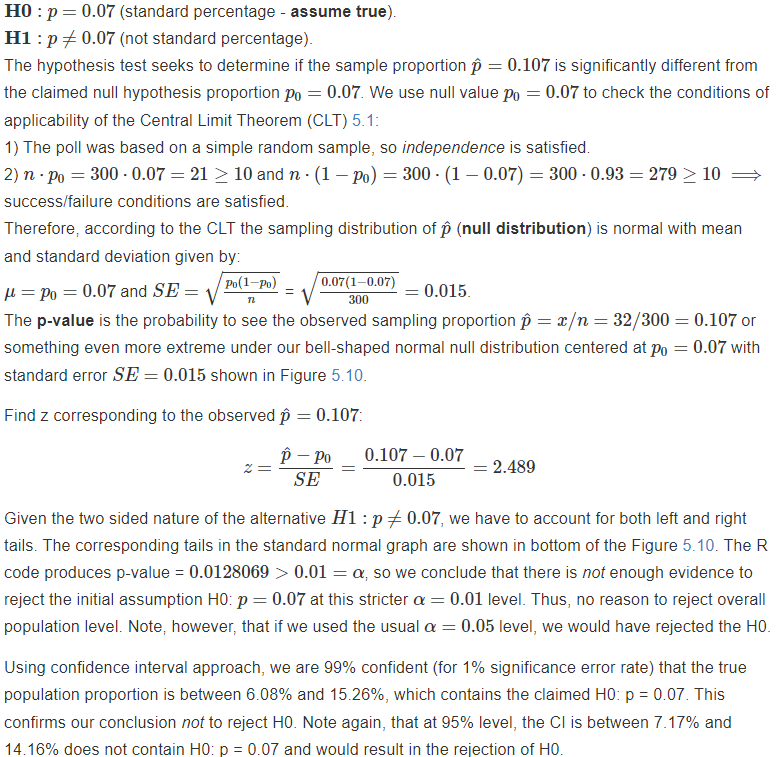 H0 : p = 0.07 (standard percentage - assume true).
H1 : p ≠ 0.07 (not standard percentage).
The hypothesis test seeks to determine if the sample proportion p̂ = 0.107 is significantly different from
the claimed null hypothesis proportion p₀ = 0.07. We use null value p₀ = 0.07 to check the conditions of
applicability of the Central Limit Theorem (CLT) 5.1:
1) The poll was based on a simple random sample, so independence is satisfied.
2) n · p₀ = 300 · 0.07 = 21 ≥ 10 and n · (1 − p₀) = 300 · (1 − 0.07) = 300 · 0.93 = 279 ≥ 10 ⟹
success/failure conditions are satisfied.
Therefore, according to the CLT the sampling distribution of p̂ (null distribution) is normal with mean
and standard deviation given by:
μ = p₀ = 0.07 and SE = √(p₀(1−p₀)/n) = √(0.07(1−0.07)/300) = 0.015.
The p-value is the probability to see the observed sampling proportion p̂ = x/n = 32/300 = 0.107 or
something even more extreme under our bell-shaped normal null distribution centered at p₀ = 0.07 with
standard error SE = 0.015 shown in Figure 5.10.
Find z corresponding to the observed p̂ = 0.107:
z = (p̂ − p₀)/SE = (0.107 − 0.07)/0.015 = 2.489
Given the two sided nature of the alternative H1 : p ≠ 0.07, we have to account for both left and right
tails. The corresponding tails in the standard normal graph are shown in bottom of the Figure 5.10. The R
code produces p-value = 0.0128069 > 0.01 = α, so we conclude that there is not enough evidence to
reject the initial assumption H0: p = 0.07 at this stricter α = 0.01 level. Thus, no reason to reject overall
population level. Note, however, that if we used the usual α = 0.05 level, we would have rejected the H0.
Using confidence interval approach, we are 99% confident (for 1% significance error rate) that the true
population proportion is between 6.08% and 15.26%, which contains the claimed H0: p = 0.07. This
confirms our conclusion not to reject H0. Note again, that at 95% level, the CI is between 7.17% and
14.16% does not contain H0: p = 0.07 and would result in the rejection of H0.